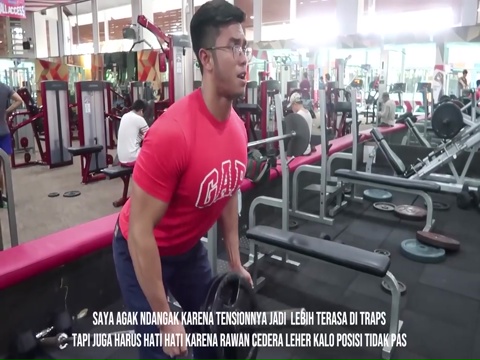 GAP
SAYA AGAK NDANGAK KARENA TENSIONNYA JADI LEBIH TERASA DI TRAPS
TAPI JUGA HARUS HATI HATI KARENA RAWAN CEDERA LEHER KALO POSISI TIDAK PAS